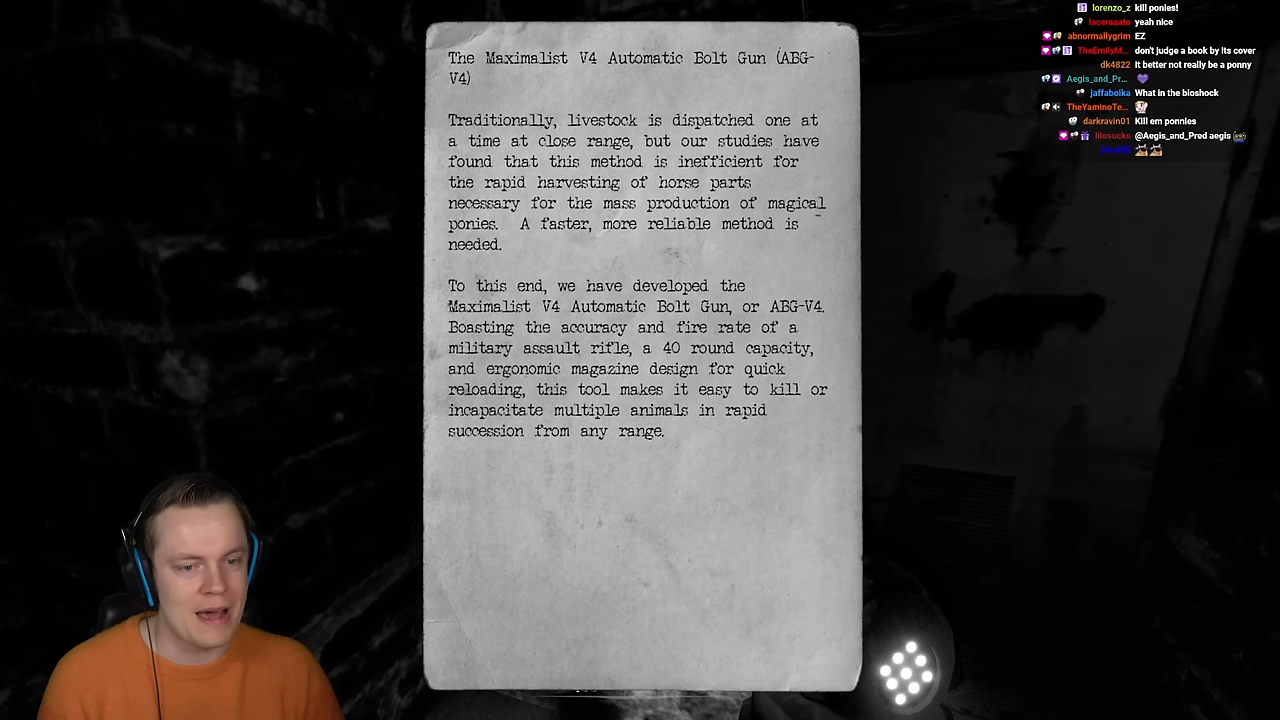 The Maximalist V4 Automatic Bolt Gun (ABG-
V4)
Traditionally, livestock is dispatched one at
a time at close range, but our studies have
found that this method is inefficient for
the rapid harvesting of horse parts
necessary for the mass production of magical
ponies.  A faster, more reliable method is
needed.
To this end, we have developed the
Maximalist V4 Automatic Bolt Gun, or ABG-V4.
Boasting the accuracy and fire rate of a
military assault rifle, a 40 round capacity,
and ergonomic magazine design for quick
reloading, this tool makes it easy to kill or
incapacitate multiple animals in rapid
succession from any range.
lorenzo_z kill ponies!
laceraaate yeah nice
abnormallygrim EZ
TheEmilyM... don't judge a book by its cover
dk4822 It better not really be a ponny
Aegis_and_Pr...
jaffabolka What in the bioshock
TheYaminoTe...
darkravin01 Kill em ponnies
lilosucks @Aegis_and_Pred aegis